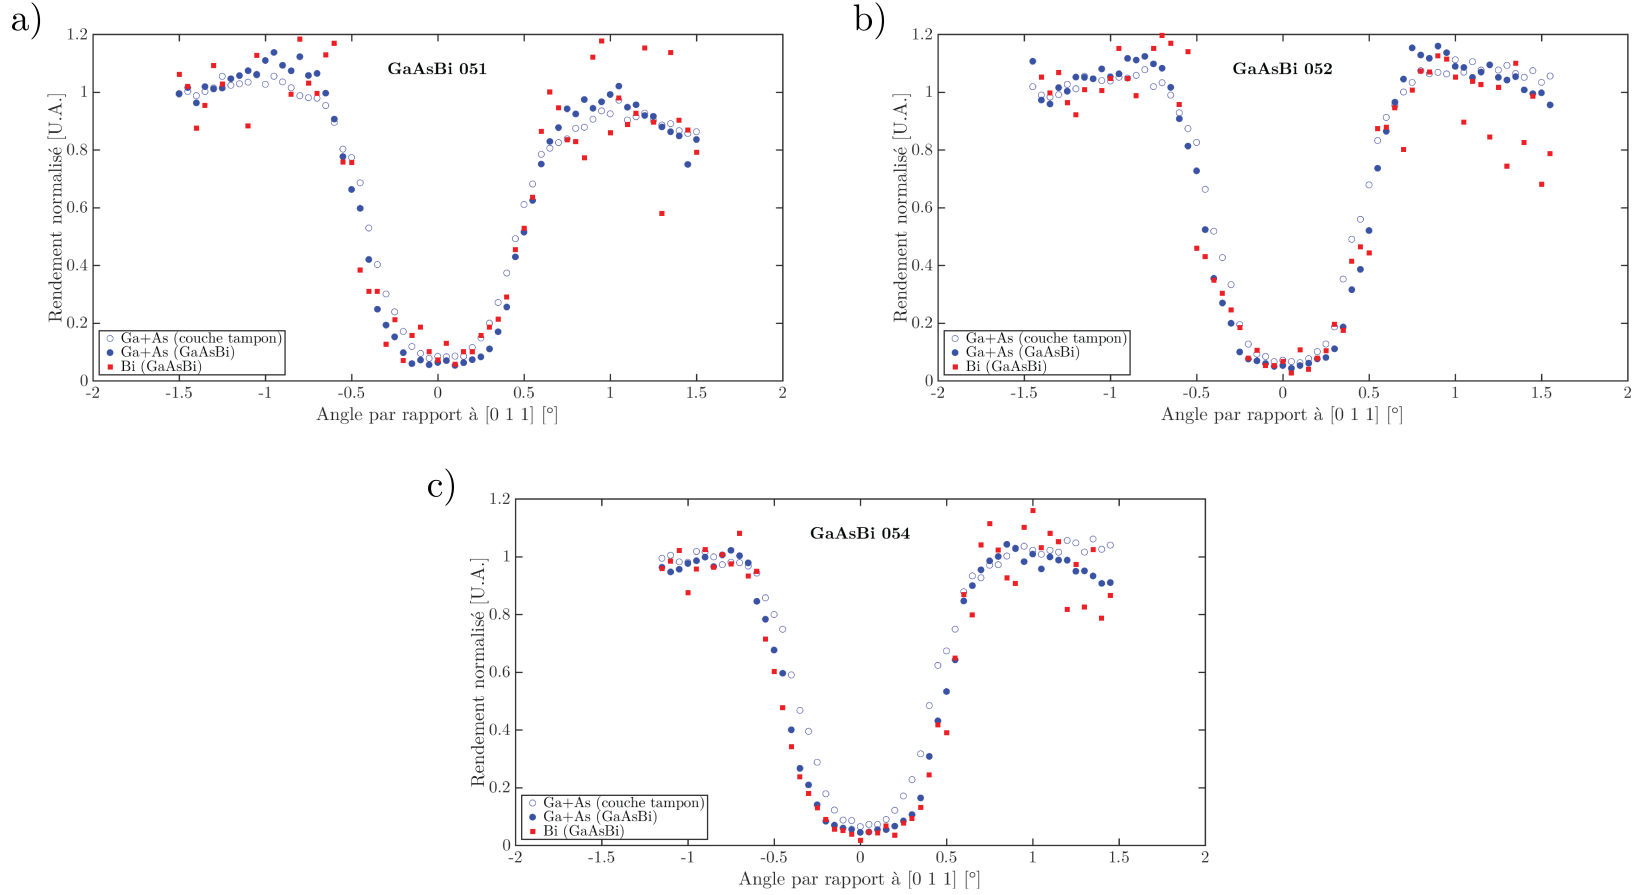 a)
GaAsBi 051
Rendement normalisé [U.A.]
1.2
1
0.8
0.6
0.4
0.2
0
Ga+As (couche tampon)
Ga+As (GaAsBi)
Bi (GaAsBi)
-2 -1.5 -1 -0.5 0 0.5 1 1.5 2
Angle par rapport à [0 1 1] [°]
b)
GaAsBi 052
Rendement normalisé [U.A.]
1.2
1
0.8
0.6
0.4
0.2
0
Ga+As (couche tampon)
Ga+As (GaAsBi)
Bi (GaAsBi)
-2 -1.5 -1 -0.5 0 0.5 1 1.5 2
Angle par rapport à [0 1 1] [°]
c)
GaAsBi 054
Rendement normalisé [U.A.]
1.2
1
0.8
0.6
0.4
0.2
0
Ga+As (couche tampon)
Ga+As (GaAsBi)
Bi (GaAsBi)
-2 -1.5 -1 -0.5 0 0.5 1 1.5 2
Angle par rapport à [0 1 1] [°]